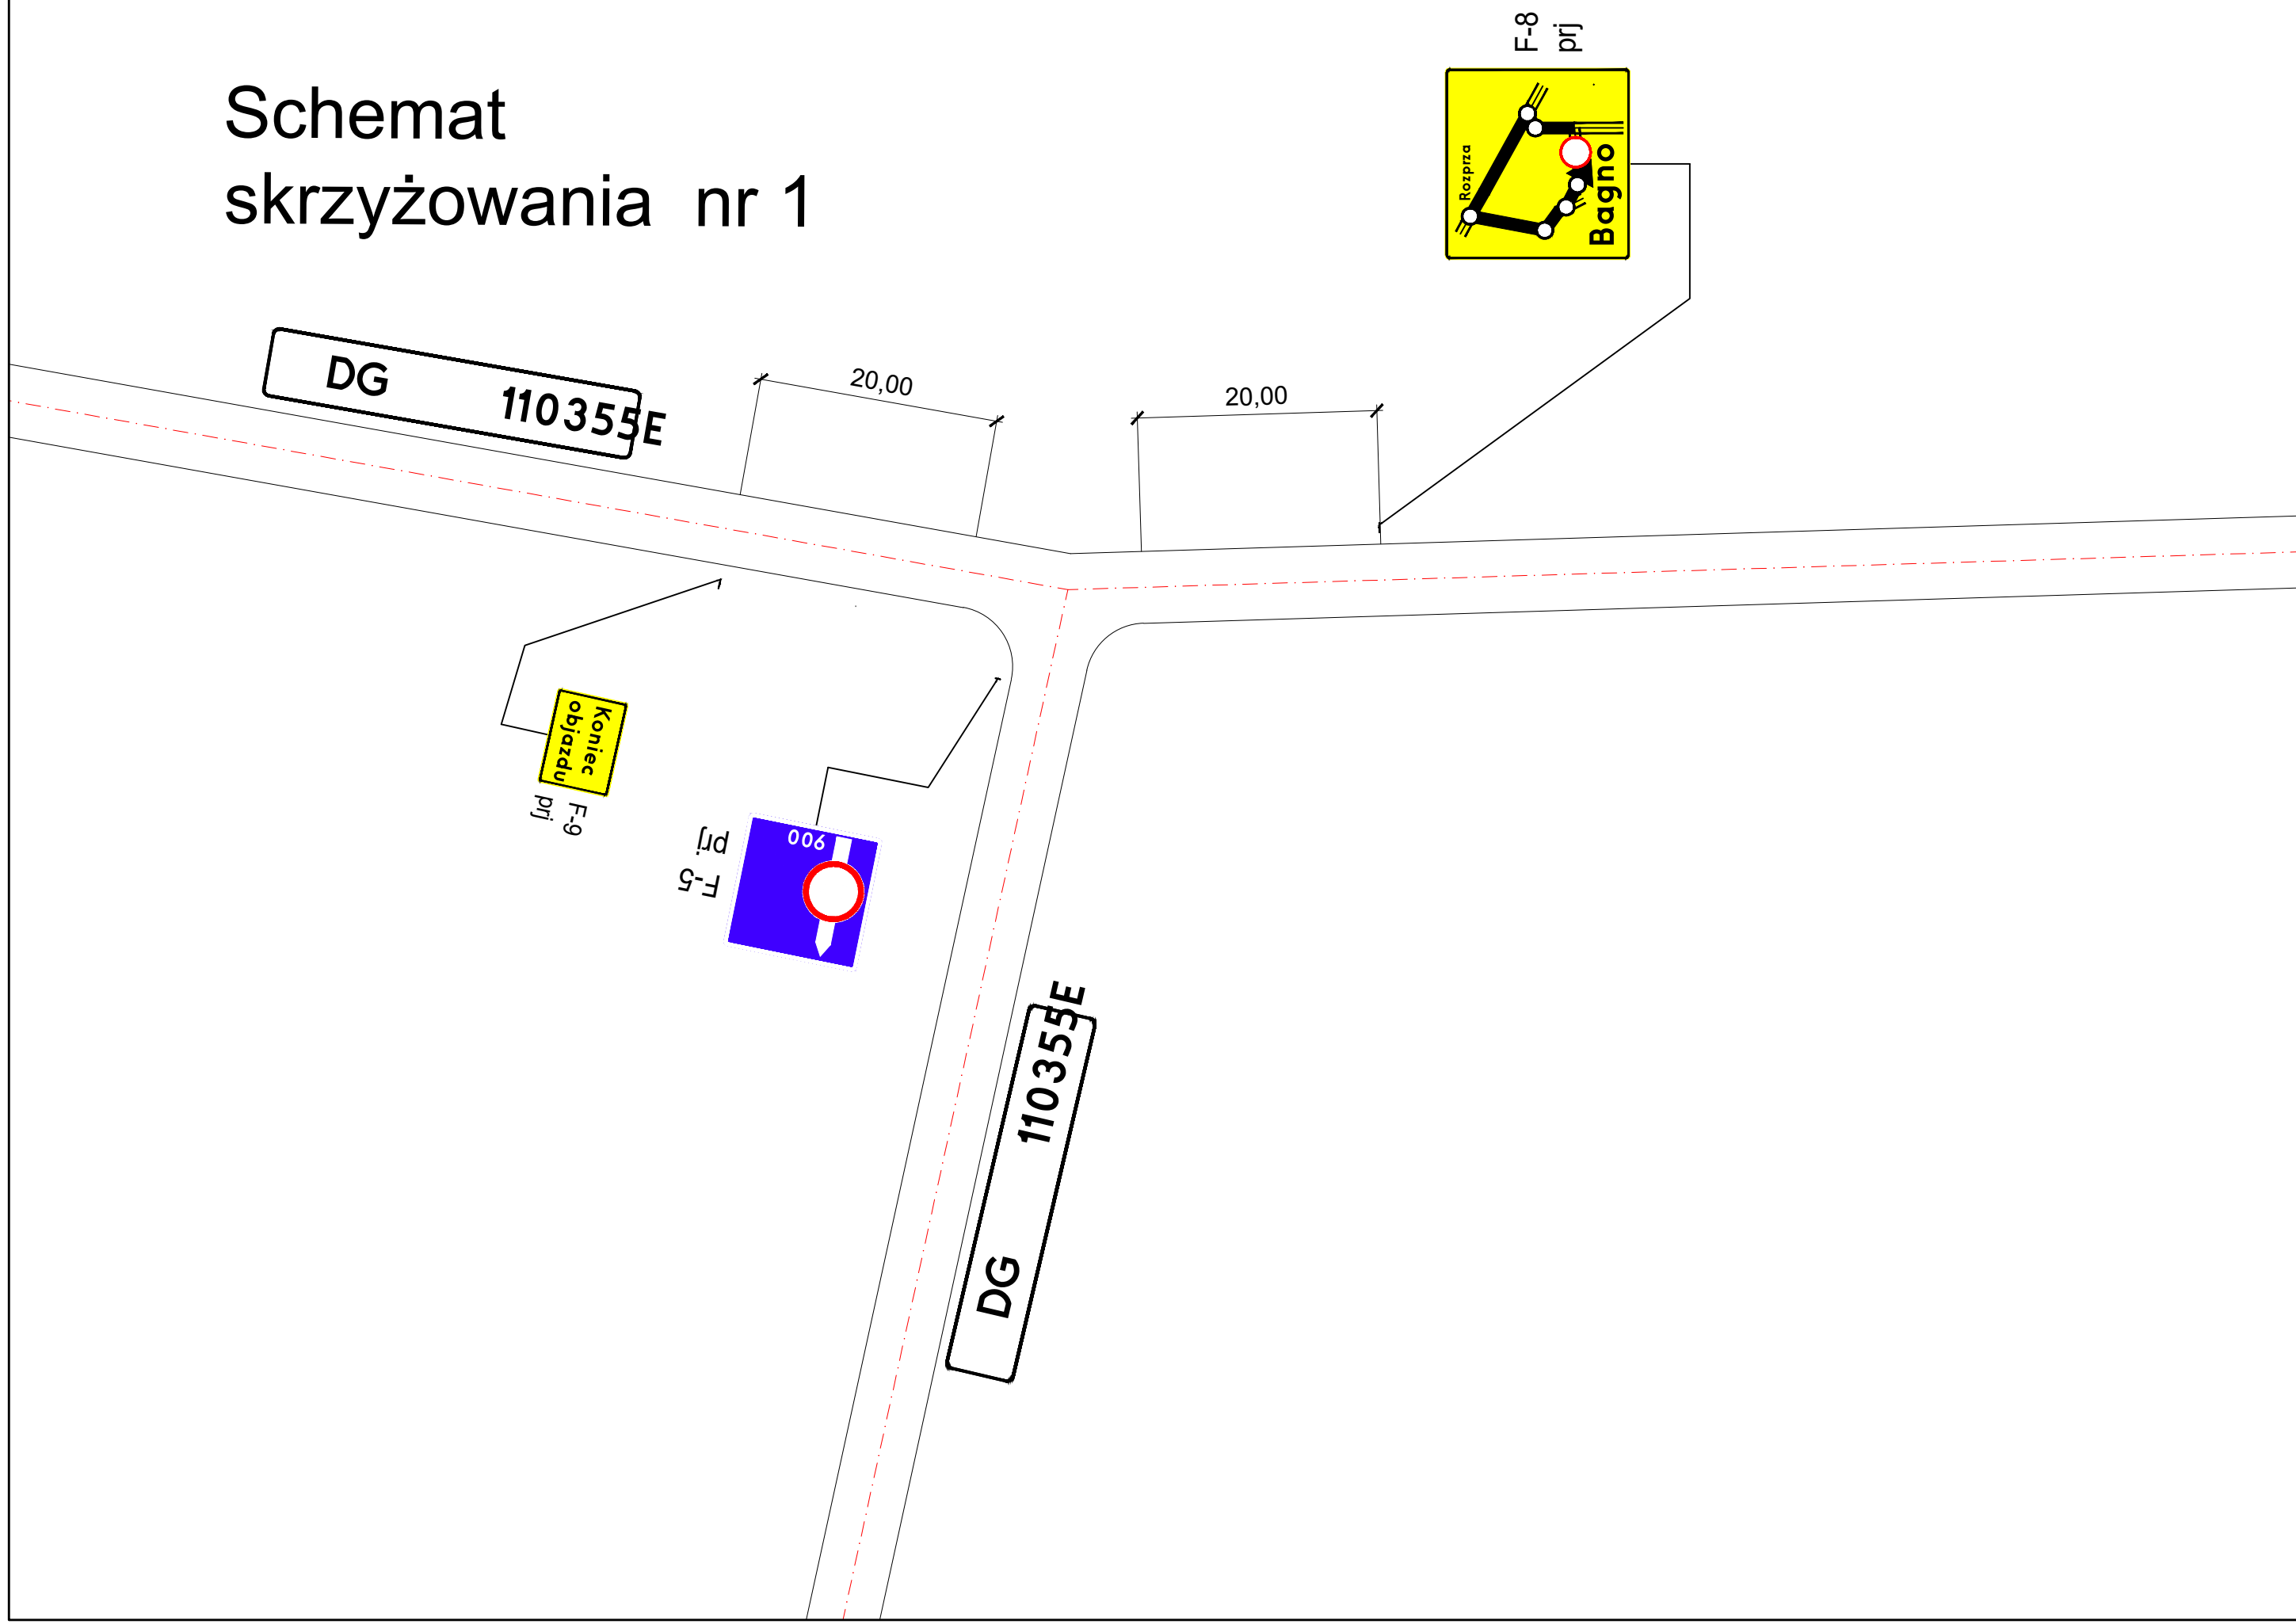 Schemat
skrzyżowania nr 1
F-8
prj
Rozprza
Bagno
DG 110355E
20,00
20,00
Koniec
objazdu
F-9
prj
F-5
prj.
900
DG 110355E